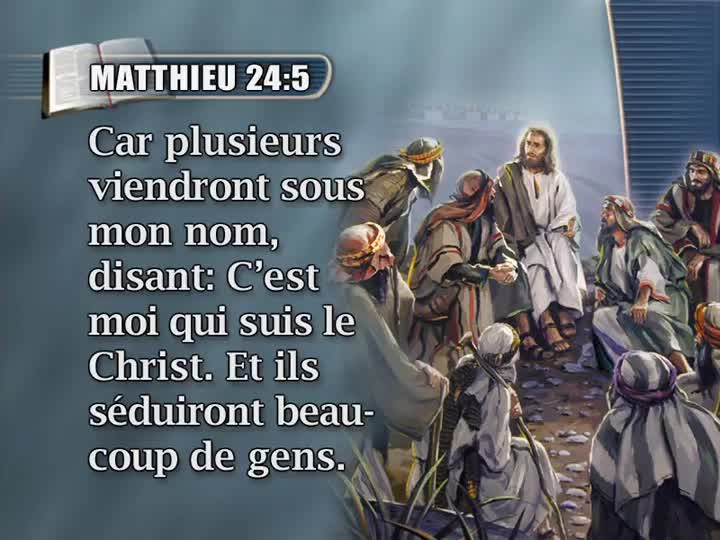 MATTHIEU 24:5
Car plusieurs
viendront sous
mon nom,
disant: C’est
moi qui suis le
Christ. Et ils
séduiront beau-
coup de gens.